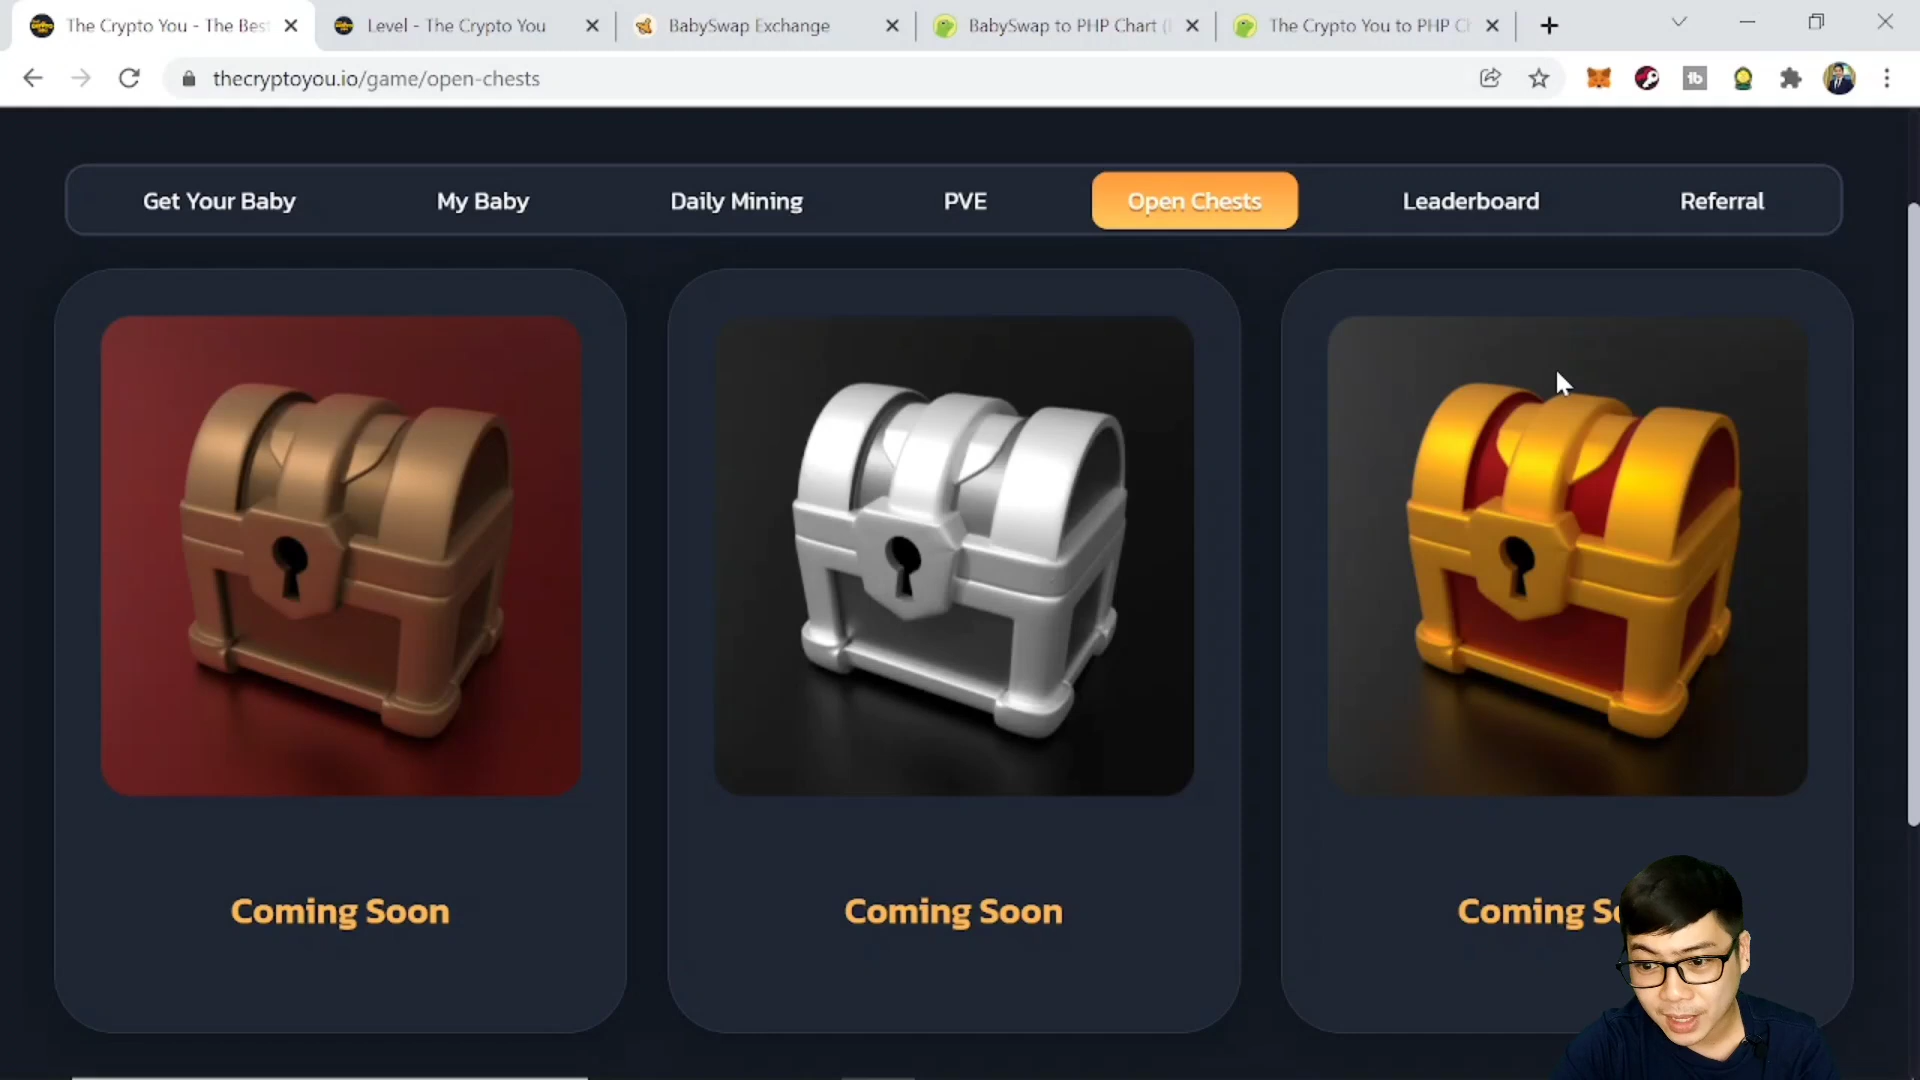 The Crypto You - The Best
Level - The Crypto You
BabySwap Exchange
BabySwap to PHP Chart (
The Crypto You to PHP C
thecryptoyou.io/game/open-chests
tb
Get Your Baby
My Baby
Daily Mining
PVE
Open Chests
Leaderboard
Referral
Coming Soon
Coming Soon
Coming